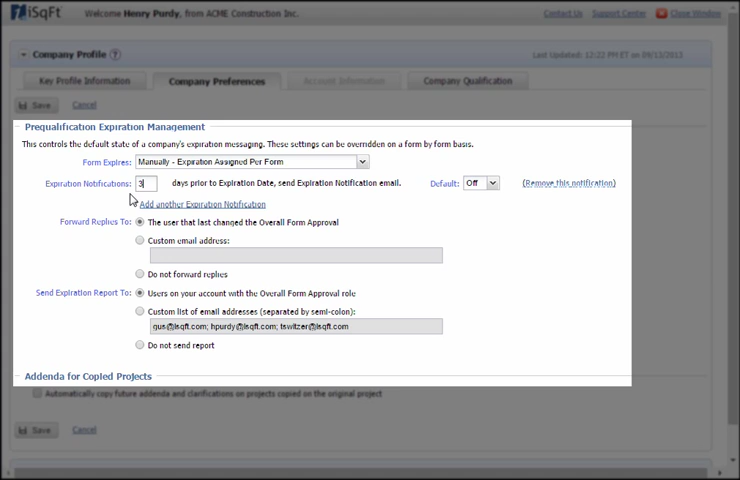 iSqFt
Welcome Henry Purdy, from ACME Construction Inc.
Contact Us Support Center Close Window
Company Profile ?
Last Updated: 12:22 PM ET on 09/13/2013
Key Profile Information Company Preferences Account Information Company Qualification
Save Cancel
Prequalification Expiration Management
This controls the default state of a company's expiration messaging. These settings can be overridden on a form by form basis.
Form Expires: Manually - Expiration Assigned Per Form
Expiration Notifications: 3 days prior to Expiration Date, send Expiration Notification email. Default: Off (Remove this notification)
Add another Expiration Notification
Forward Replies To: The user that last changed the Overall Form Approval
Custom email address:
Do not forward replies
Send Expiration Report To: Users on your account with the Overall Form Approval role
Custom list of email addresses (separated by semi-colon):
gus@isqft.com; hpurdy@isqft.com; tswitzer@isqft.com
Do not send report
Addenda for Copied Projects
Automatically copy future addenda and clarifications on projects copied on the original project
Save Cancel